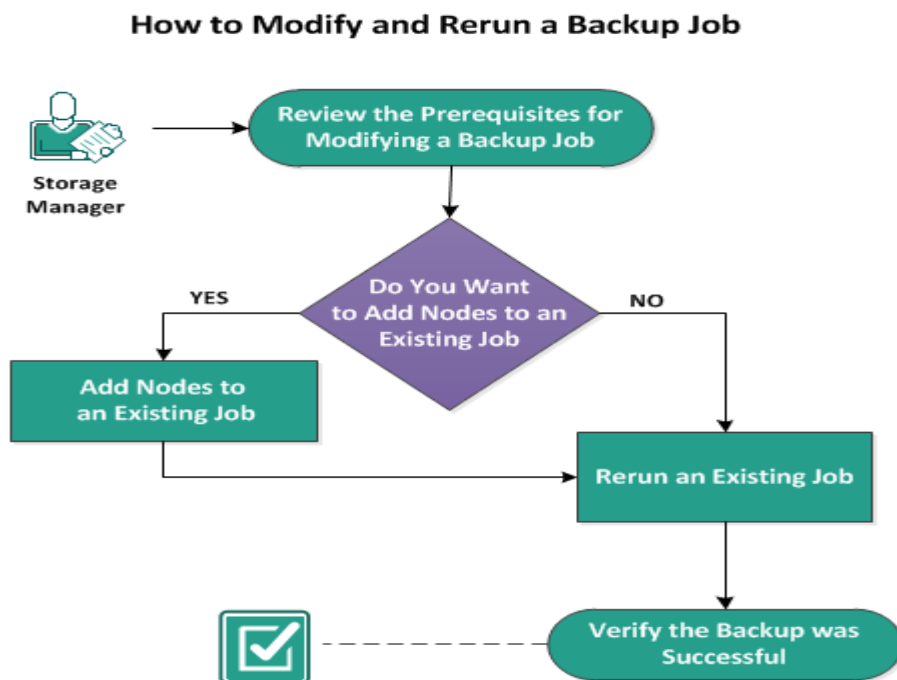 How to Modify and Rerun a Backup Job
Review the Prerequisites for
Modifying a Backup Job
Storage
Manager
Do You Want
to Add Nodes to an
Existing Job
YES
NO
Add Nodes to
an Existing Job
Rerun an Existing Job
Verify the Backup was
Successful